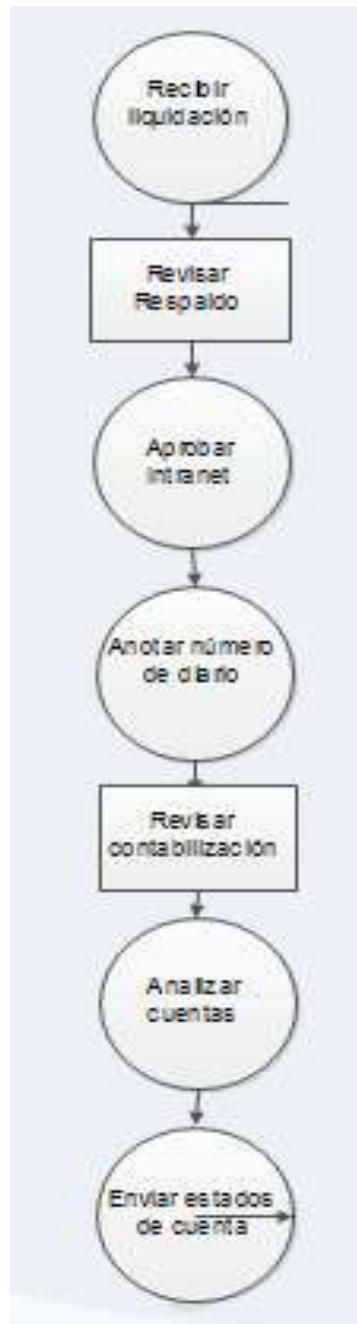 Recibir
liquidación
Revisar
Respaldo
Aprobar
Intranet
Anotar número
de diario
Revisar
contabilización
Analizar
cuentas
Enviar estados
de cuenta